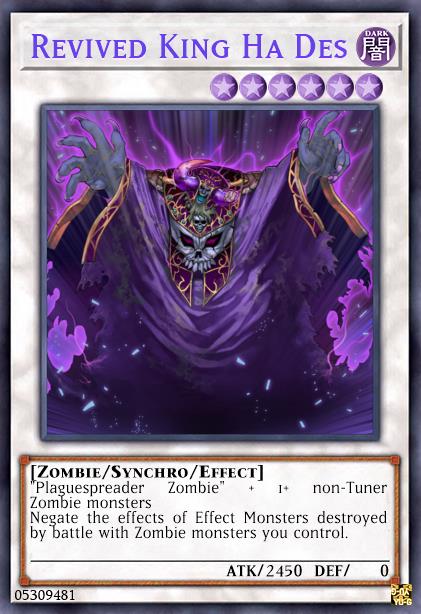 Revived King Ha Des
DARK
闇
[Zombie/Synchro/Effect]
"Plaguespreader Zombie" + 1+ non-Tuner
Zombie monsters
Negate the effects of Effect Monsters destroyed
by battle with Zombie monsters you control.
ATK/2450 DEF/ 0
05309481